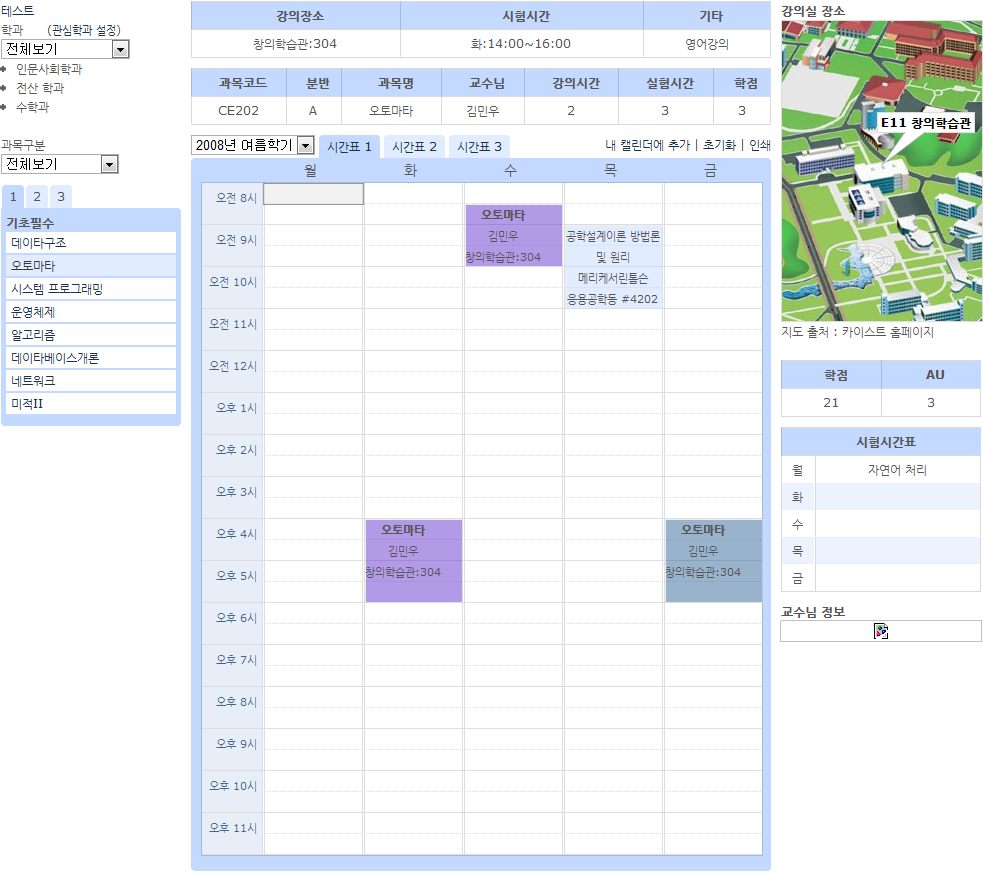 테스트
학과 (관심학과 설정)
전체보기
인문사회학과
전산 학과
수학과
과목구분
전체보기
1 2 3
기초필수
데이타구조
오토마타
시스템 프로그래밍
운영체제
알고리즘
데이타베이스개론
네트워크
미적II
강의장소 시험시간 기타
창의학습관:304 화:14:00~16:00 영어강의
과목코드 분반 과목명 교수님 강의시간 실험시간 학점
CE202 A 오토마타 김민우 2 3 3
2008년 여름학기 시간표 1 시간표 2 시간표 3 내 캘린더에 추가 | 초기화 | 인쇄
월 화 수 목 금
오전 8시
오토마타
김민우
창의학습관:304
오전 9시
공학설계이론 방법론
및 원리
메리케서린톰슨
응용공학동 #4202
오전 10시
오전 11시
오전 12시
오후 1시
오후 2시
오후 3시
오후 4시
오토마타
김민우
창의학습관:304
오토마타
김민우
창의학습관:304
오후 5시
오후 6시
오후 7시
오후 8시
오후 9시
오후 10시
오후 11시
강의실 장소
E11 창의학습관
지도 출처 : 카이스트 홈페이지
학점 AU
21 3
시험시간표
월 자연어 처리
화
수
목
금
교수님 정보